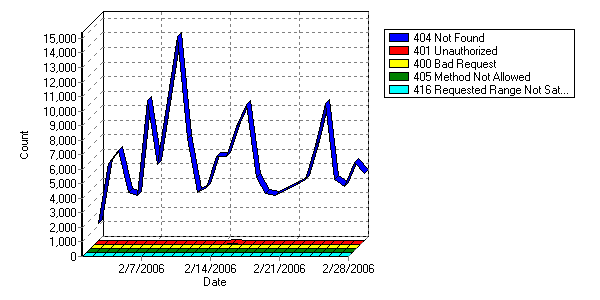 15,000
14,000
13,000
12,000
11,000
10,000
9,000
8,000
7,000
6,000
5,000
4,000
3,000
2,000
1,000
0
Count
2/7/2006 2/14/2006 2/21/2006 2/28/2006
Date
404 Not Found
401 Unauthorized
400 Bad Request
405 Method Not Allowed
416 Requested Range Not Sat...